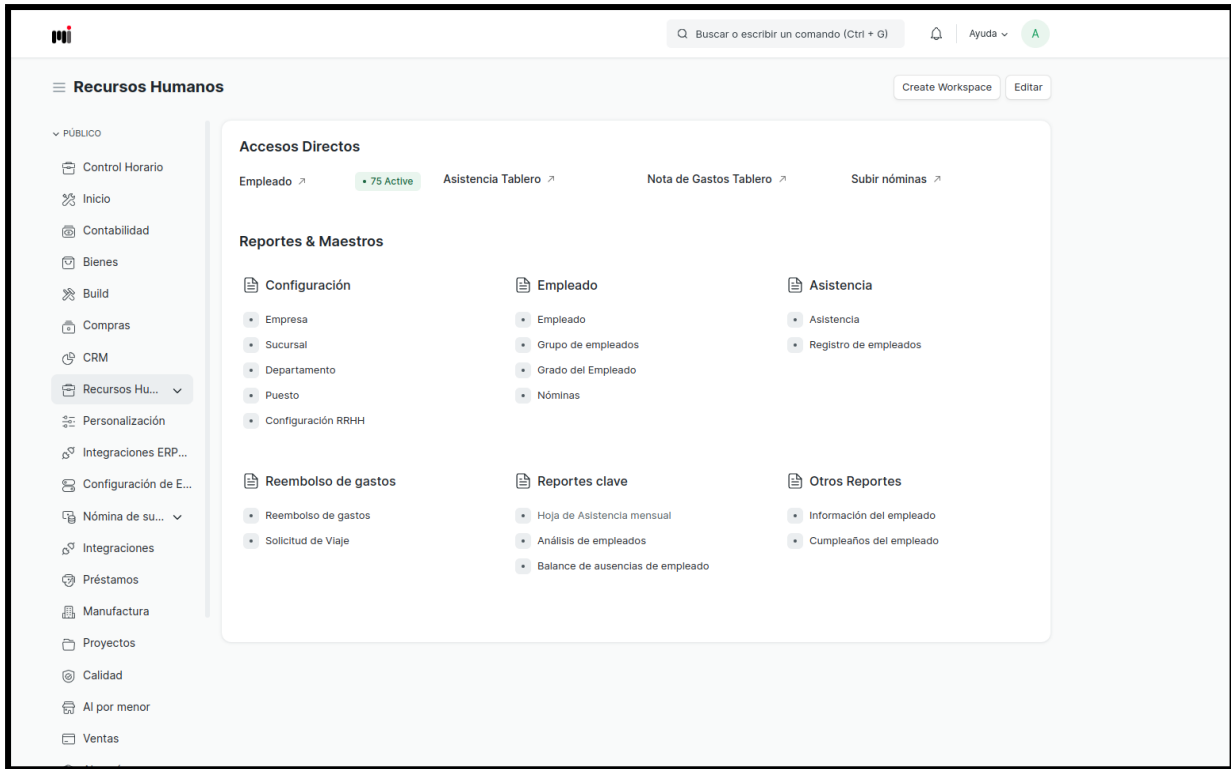 Buscar o escribir un comando (Ctrl + G)
Ayuda
A
Recursos Humanos
Create Workspace
Editar
PÚBLICO
Control Horario
Inicio
Contabilidad
Bienes
Build
Compras
CRM
Recursos Hu...
Personalización
Integraciones ERP...
Configuración de E...
Nómina de su...
Integraciones
Préstamos
Manufactura
Proyectos
Calidad
Al por menor
Ventas
Accesos Directos
Empleado
75 Active
Asistencia Tablero
Nota de Gastos Tablero
Subir nóminas
Reportes & Maestros
Configuración
Empresa
Sucursal
Departamento
Puesto
Configuración RRHH
Empleado
Empleado
Grupo de empleados
Grado del Empleado
Nóminas
Asistencia
Asistencia
Registro de empleados
Reembolso de gastos
Reembolso de gastos
Solicitud de Viaje
Reportes clave
Hoja de Asistencia mensual
Análisis de empleados
Balance de ausencias de empleado
Otros Reportes
Información del empleado
Cumpleaños del empleado